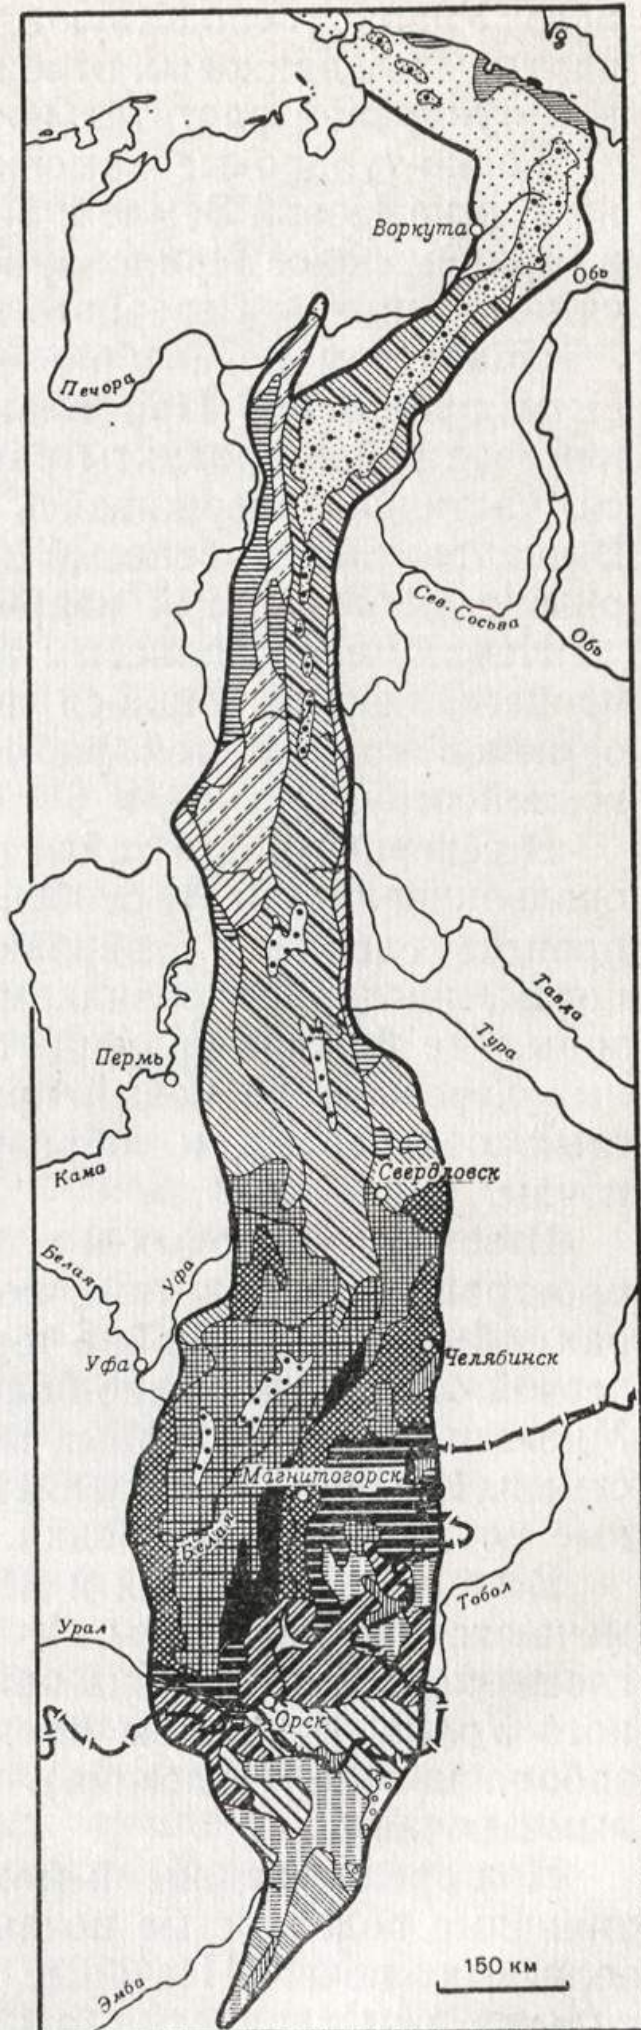 Воркута
Обь
Печора
Сев. Сосьва
Обь
Тавда
Тура
Пермь
Кама
Свердловск
Белая
Уфа
Уфа
Челябинск
Магнитогорск
Белая
Тобол
Урал
Орск
150 км
Эмба